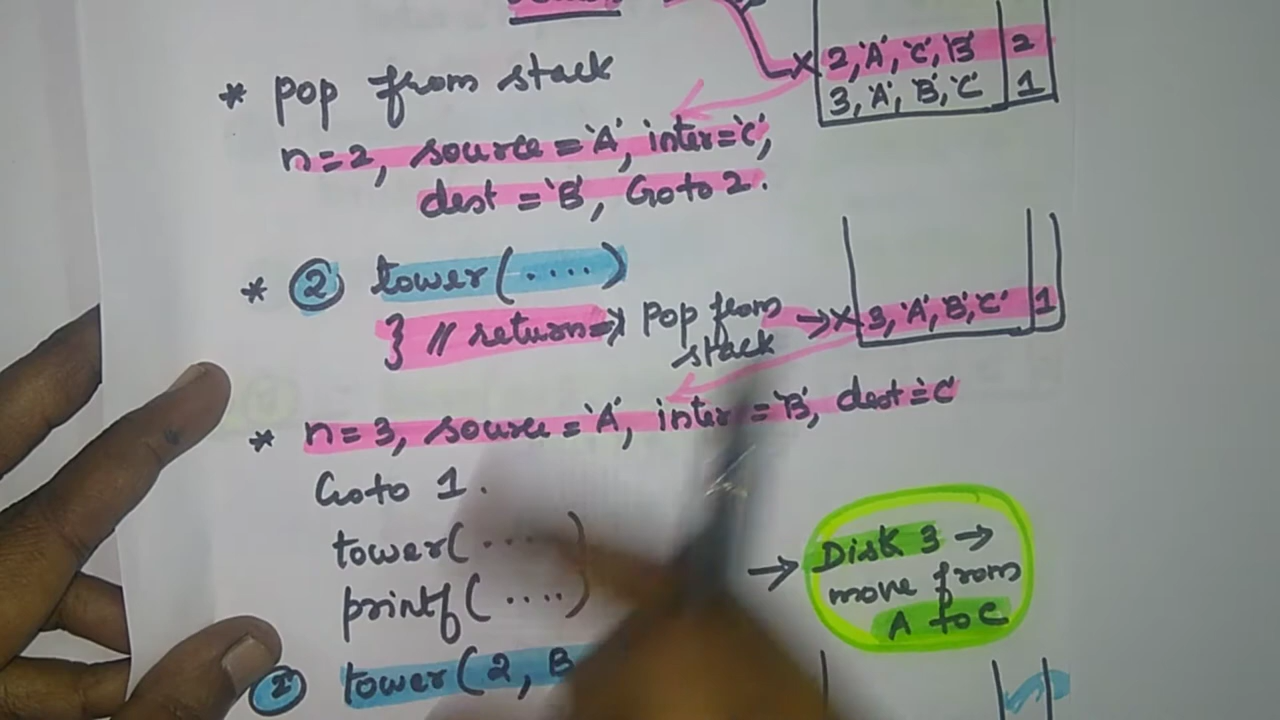 2, 'A', 'C', 'B' 2
* Pop from stack
3, 'A', 'B', 'C' 1
n=2, source = 'A', inter = 'C',
dest = 'B', Goto 2.
* ② tower(....)
} // return => Pop from stack → X 3, 'A', 'B', 'C' 1
* n=3, source = 'A', inter = 'B', dest = 'C'
Goto 1.
tower(....)
printf(....)
→ Disk 3 →
move from
A to C
② tower(2, B